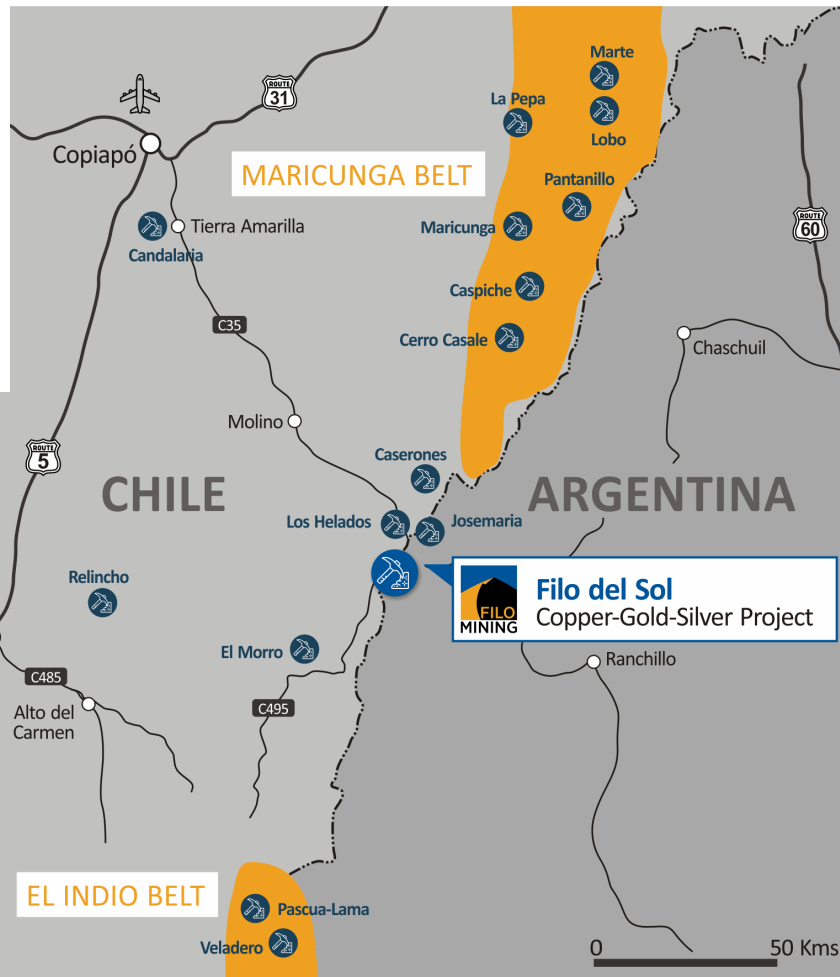 Marte
ROUTE
31
La Pepa
Lobo
Copiapó
MARICUNGA BELT
Pantanillo
ROUTE
60
Tierra Amarilla
Maricunga
Candalaria
Caspiche
C35
Cerro Casale
Chaschuil
Molino
ROUTE
5
Caserones
CHILE
ARGENTINA
Los Helados
Josemaria
Relincho
Filo del Sol
Copper-Gold-Silver Project
FILO
MINING
El Morro
Ranchillo
C485
C495
Alto del
Carmen
EL INDIO BELT
Pascua-Lama
Veladero
0 50 Kms